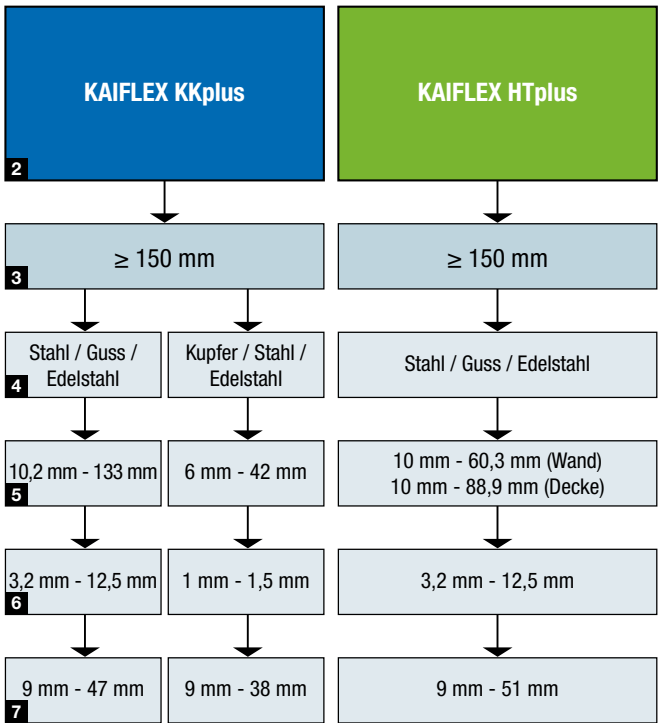 KAIFLEX KKplus
KAIFLEX HTplus
2
≥ 150 mm
≥ 150 mm
3
Stahl / Guss /
Edelstahl
Kupfer / Stahl /
Edelstahl
Stahl / Guss / Edelstahl
4
10,2 mm - 133 mm
6 mm - 42 mm
10 mm - 60,3 mm (Wand)
10 mm - 88,9 mm (Decke)
5
3,2 mm - 12,5 mm
1 mm - 1,5 mm
3,2 mm - 12,5 mm
6
9 mm - 47 mm
9 mm - 38 mm
9 mm - 51 mm
7